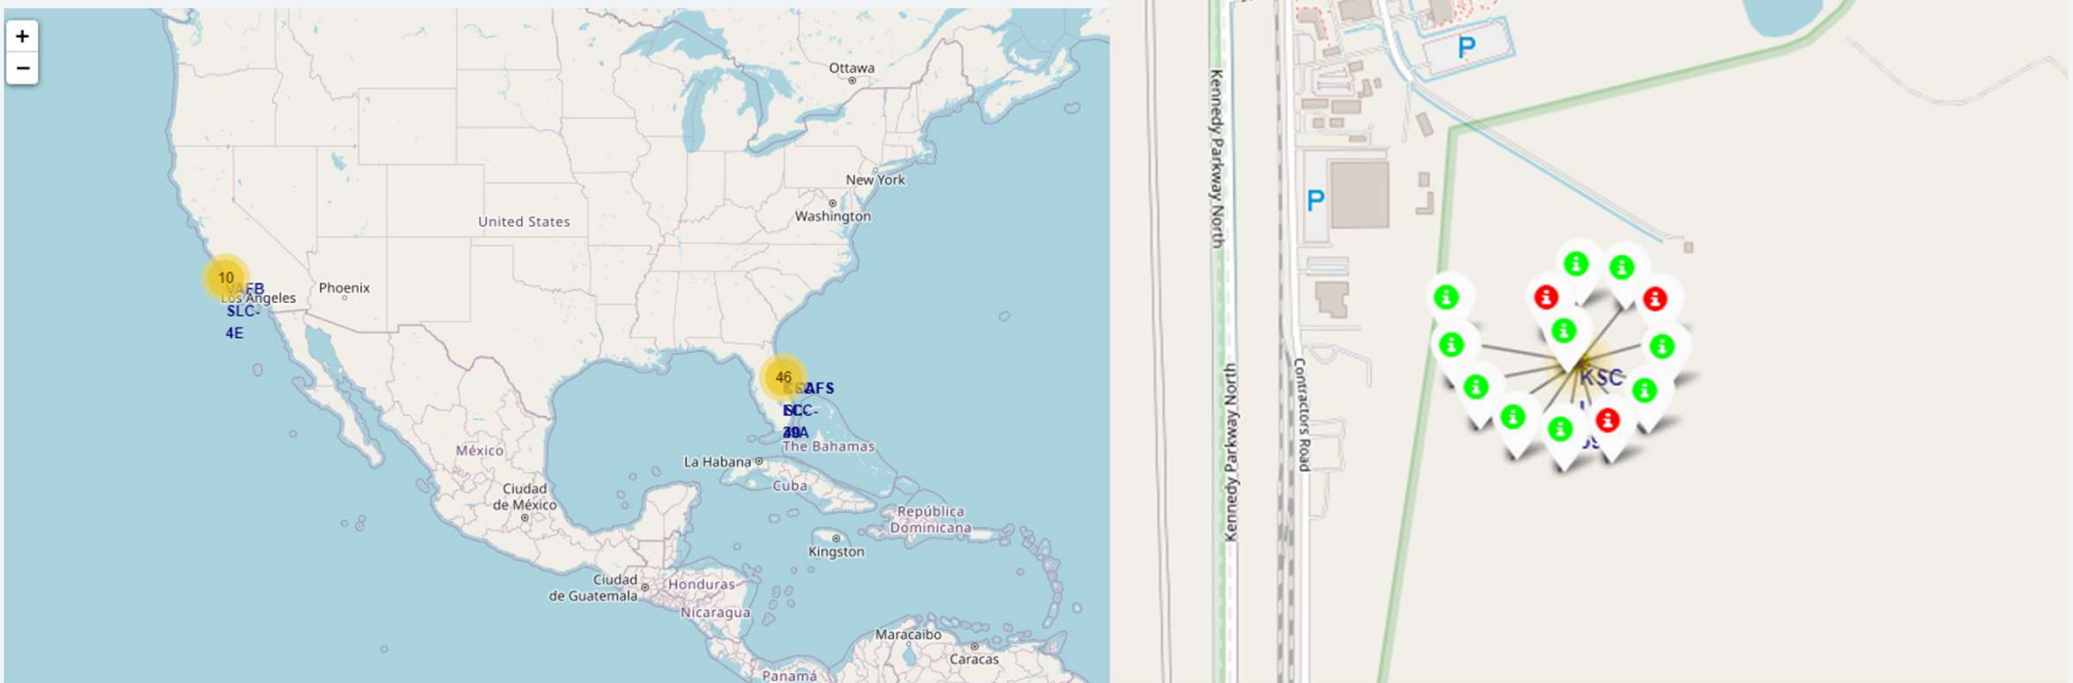 +
−
Ottawa
New York
Washington
United States
10
VAFB
Los Angeles
SLC-
4E
Phoenix
46
México
Ciudad
de México
La Habana
The Bahamas
Cuba
República
Dominicana
Kingston
Ciudad
de Guatemala
Honduras
Nicaragua
Maracaibo
Caracas
Panamá
P
Kennedy Parkway North
P
Kennedy Parkway North
Contractors Road
KSC